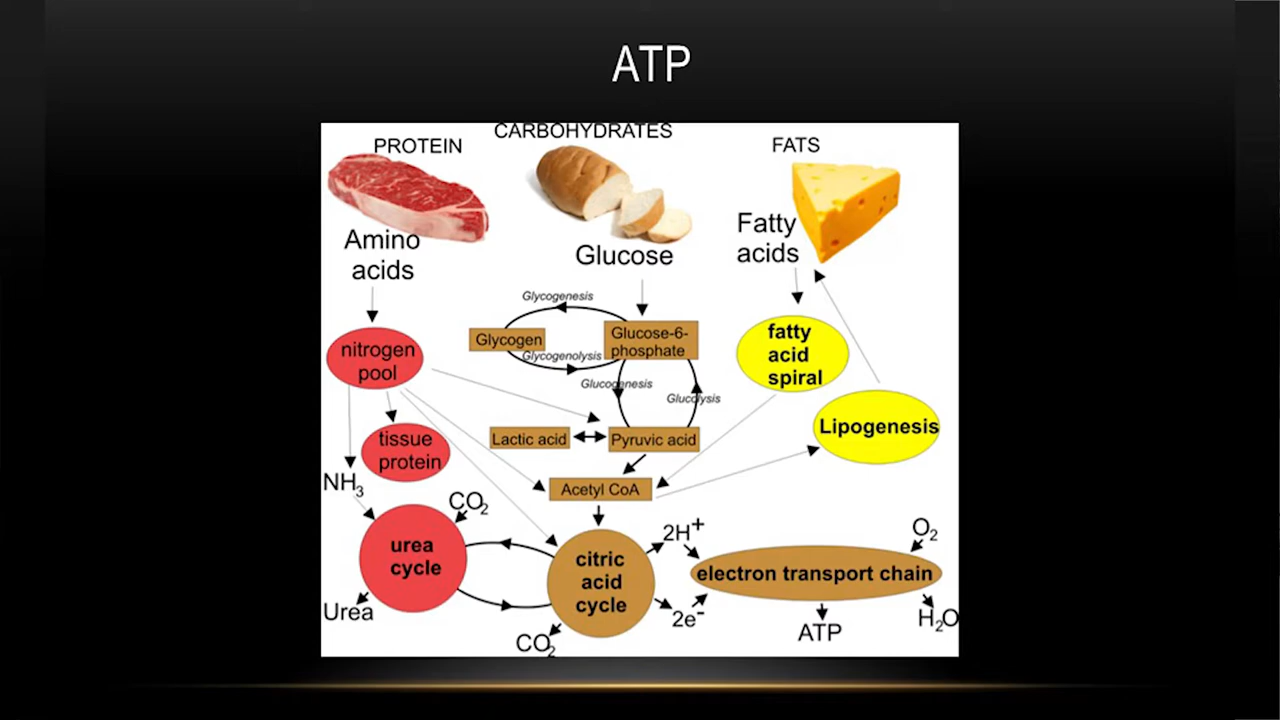 ATP
PROTEIN
CARBOHYDRATES
FATS
Amino
acids
Glucose
Fatty
acids
Glycogenesis
Glycogen
Glucose-6-
phosphate
Glycogenolysis
Glucogenesis
Glucolysis
nitrogen
pool
fatty
acid
spiral
Lipogenesis
tissue
protein
Lactic acid
Pyruvic acid
NH3
Acetyl CoA
CO2
urea
cycle
citric
acid
cycle
2H+
2e-
electron transport chain
O2
Urea
CO2
ATP
H2O